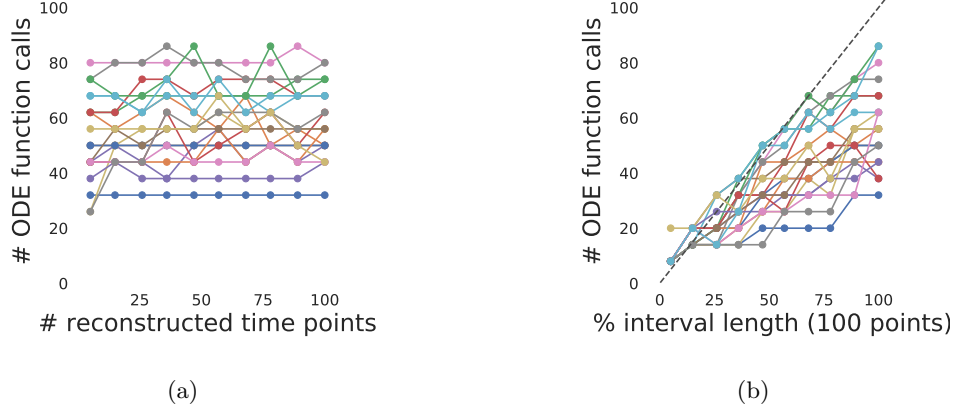 # ODE function calls
100
80
60
40
20
0
25 50 75 100
# reconstructed time points
(a)
# ODE function calls
100
80
60
40
20
0
0 25 50 75 100
% interval length (100 points)
(b)